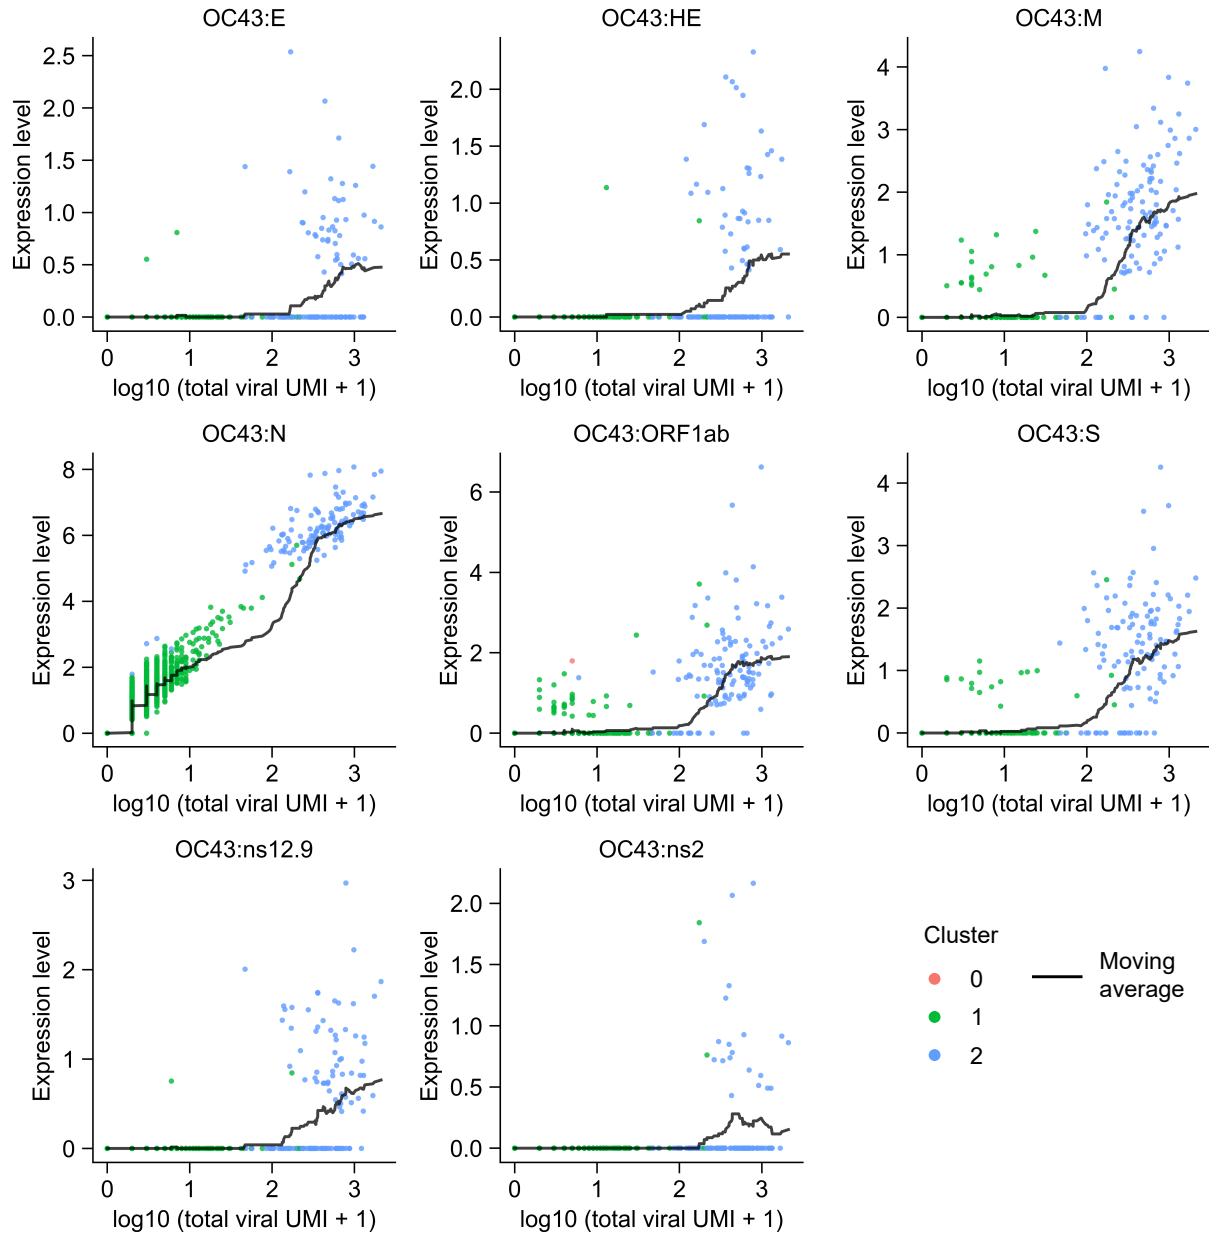 OC43:E
2.5
2.0
1.5
1.0
0.5
0.0
Expression level
0 1 2 3
log10 (total viral UMI + 1)
OC43:HE
2.0
1.5
1.0
0.5
0.0
Expression level
0 1 2 3
log10 (total viral UMI + 1)
OC43:M
4
3
2
1
0
Expression level
0 1 2 3
log10 (total viral UMI + 1)
OC43:N
8
6
4
2
0
Expression level
0 1 2 3
log10 (total viral UMI + 1)
OC43:ORF1ab
6
4
2
0
Expression level
0 1 2 3
log10 (total viral UMI + 1)
OC43:S
4
3
2
1
0
Expression level
0 1 2 3
log10 (total viral UMI + 1)
OC43:ns12.9
3
2
1
0
Expression level
0 1 2 3
log10 (total viral UMI + 1)
OC43:ns2
2.0
1.5
1.0
0.5
0.0
Expression level
0 1 2 3
log10 (total viral UMI + 1)
Cluster
0
1
2
Moving
average